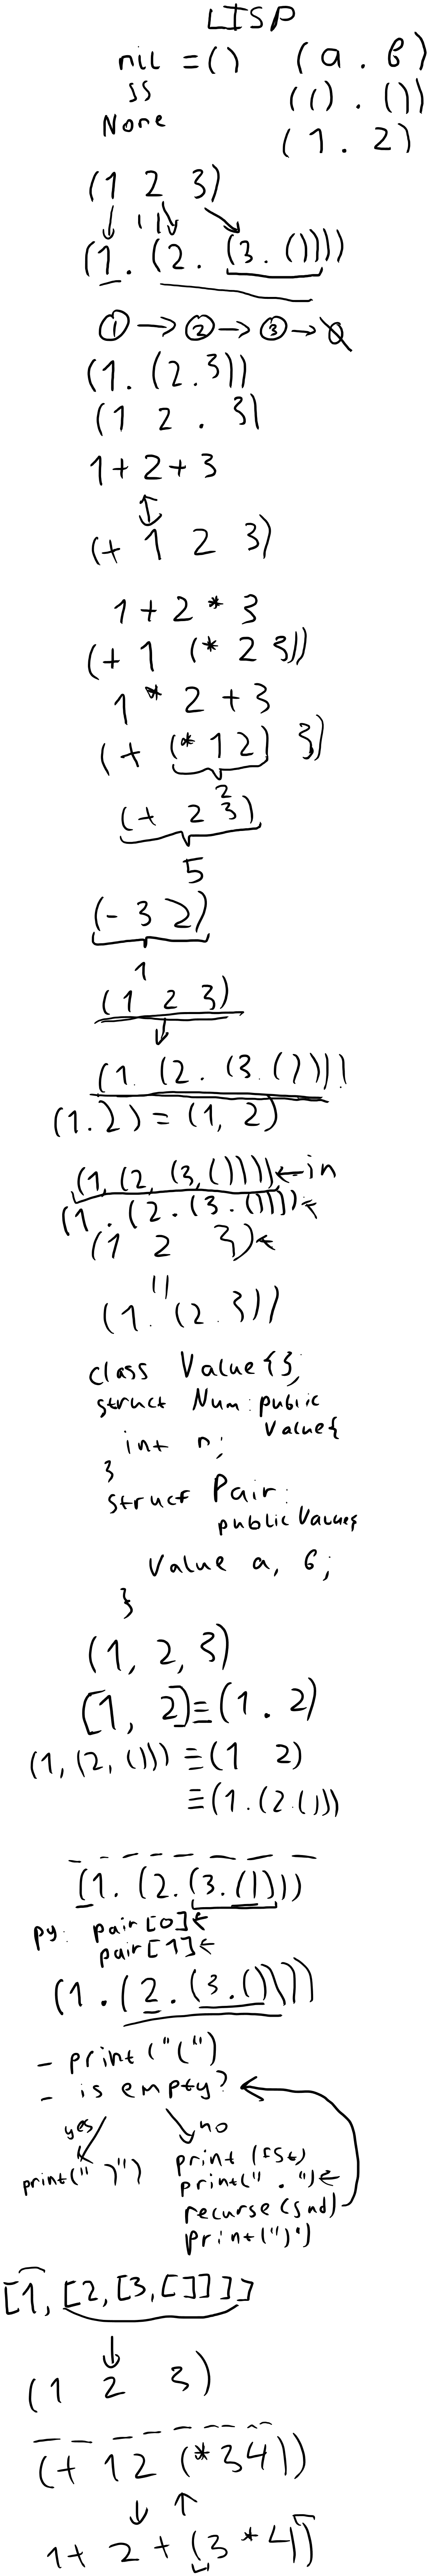 LISP
nil = () (a . b)
SS (() . ())
None (1 . 2)
(1 2 3)
(1. (2. (3. ())))
1 → 2 → 3 → 0
(1. (2.3))
(1 2 . 3)
1 + 2 + 3
(+ 1 2 3)
1 + 2 * 3
(+ 1 (* 2 3))
1 * 2 + 3
(+ (* 1 2) 3)
2
(+ 2 3)
5
(- 3 2)
1
(1 2 3)
(1. (2. (3. ())))
(1.2) = (1, 2)
(1, (2, (3, ()))) ← in
(1 . (2. (3. ()))) ←
(1 2 3) ←
(1. (2.3))
class Value {};
struct Num: public
Value {
int n;
}
struct Pair:
public Value {
Value a, b;
}
(1, 2, 3)
[1, 2] ≡ (1 . 2)
(1, (2, ())) ≡ (1 2)
≡ (1.(2.()))
(1. (2. (3. ())))
py: pair[0] ←
pair[1] ←
(1 . (2 . (3 . ())))
- print("(")
- is empty? ←
yes no
print(")") print(fst)
print(" . ") ←
recurse(snd)
print(")")
[1, [2, [3, []]]]
(1 2 3)
(+ 1 2 (* 3 4))
1 + 2 + (3 * 4)